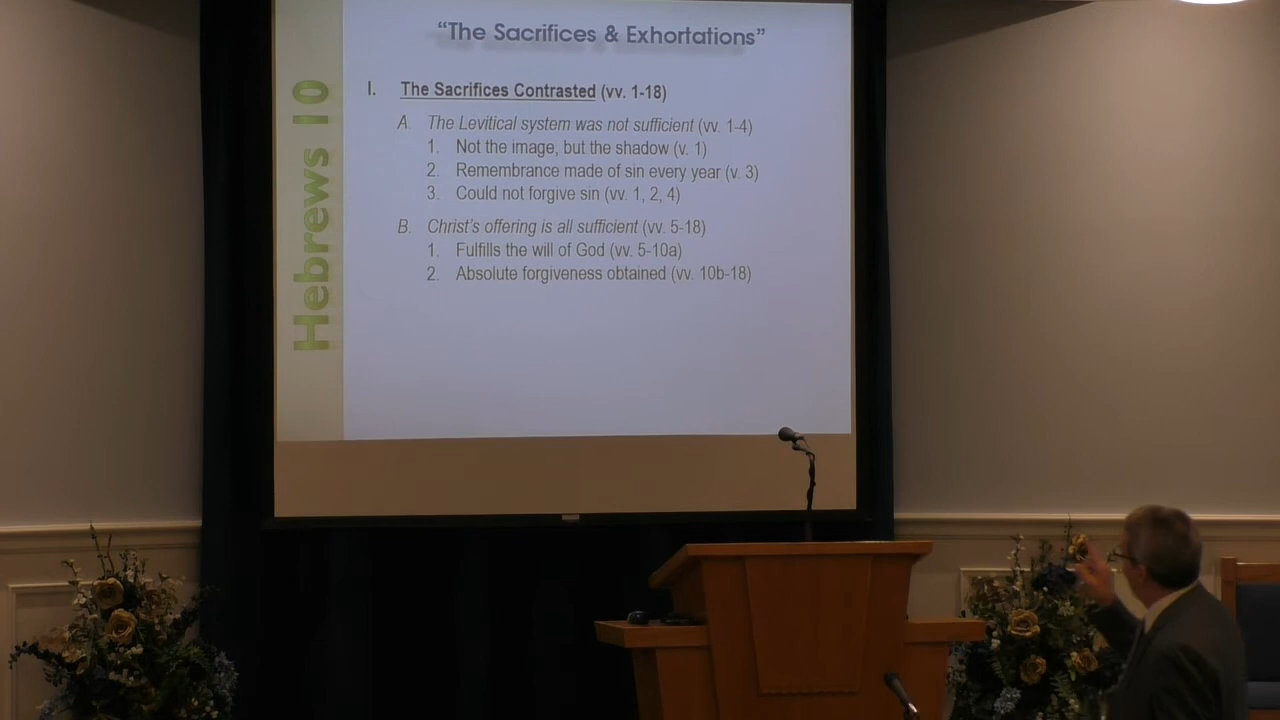 “The Sacrifices & Exhortations”
Hebrews 10
I. The Sacrifices Contrasted (vv. 1-18)
A. The Levitical system was not sufficient (vv. 1-4)
1. Not the image, but the shadow (v. 1)
2. Remembrance made of sin every year (v. 3)
3. Could not forgive sin (vv. 1, 2, 4)
B. Christ’s offering is all sufficient (vv. 5-18)
1. Fulfills the will of God (vv. 5-10a)
2. Absolute forgiveness obtained (vv. 10b-18)